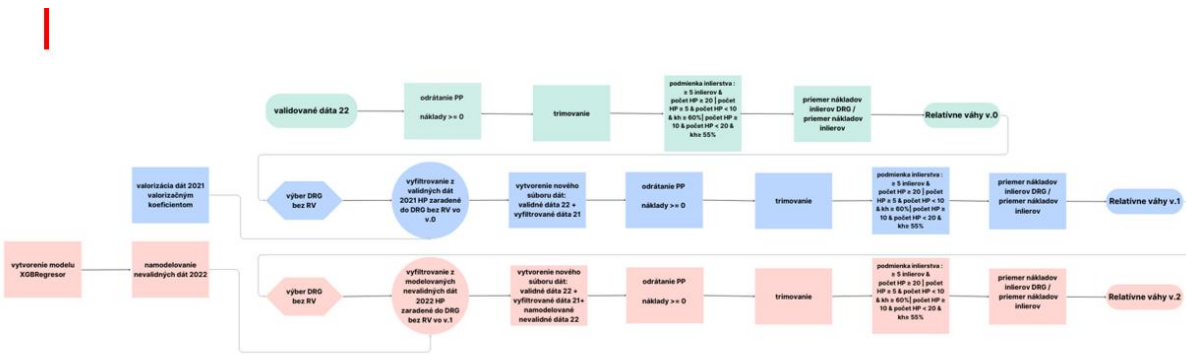 validované dáta 22
odrátanie PP
náklady >= 0
trimovanie
podmienka inlierstva :
≥ 5 inlierov &
počet HP ≥ 20 | počet
HP ≥ 5 & počet HP < 10
& kh ≥ 60%| počet HP ≥
10 & počet HP < 20 &
kh≥ 55%
priemer nákladov
inlierov DRG /
priemer nákladov
inlierov
Relatívne váhy v.0
valorizácia dát 2021
valorizačným
koeficientom
výber DRG
bez RV
vyfiltrovanie z
validných dát
2021 HP zaradené
do DRG bez RV vo
v.0
vytvorenie nového
súboru dát:
validné dáta 22 +
vyfiltrované dáta 21
odrátanie PP
náklady >= 0
trimovanie
podmienka inlierstva :
≥ 5 inlierov &
počet HP ≥ 20 | počet
HP ≥ 5 & počet HP < 10
& kh ≥ 60%| počet HP ≥
10 & počet HP < 20 &
kh≥ 55%
priemer nákladov
inlierov DRG /
priemer nákladov
inlierov
Relatívne váhy v.1
vytvorenie modelu
XGBRegresor
namodelovanie
nevalidných dát 2022
výber DRG
bez RV
vyfiltrovanie z
modelovaných
nevalidných dát
2022 HP
zaradené do DRG
bez RV vo v.1
vytvorenie nového
súboru dát:
validné dáta 22 +
vyfiltrované dáta 21+
namodelované
nevalidné dáta 22
odrátanie PP
náklady >= 0
trimovanie
podmienka inlierstva :
≥ 5 inlierov &
počet HP ≥ 20 | počet
HP ≥ 5 & počet HP < 10
& kh ≥ 60%| počet HP ≥
10 & počet HP < 20 &
kh≥ 55%
priemer nákladov
inlierov DRG /
priemer nákladov
inlierov
Relatívne váhy v.2